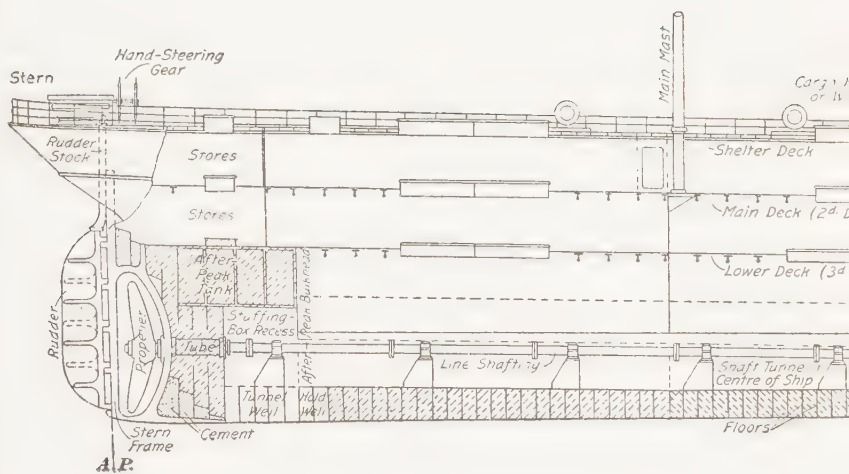 Hand-Steering
Gear
Stern
Main Mast
Rudder
Stock
Stores
Shelter Deck
Stores
Main Deck (2d.
After-
Peak
Tank
Lower Deck (3d
Stuffing-
Box Recess
After Peak Bulkhead
Rudder
Propeller
Tube
Line Shafting
Shaft Tunnel
Centre of Ship
Tunnel
Well
Hold
Well
Stern
Frame
Cement
Floors
A.P.